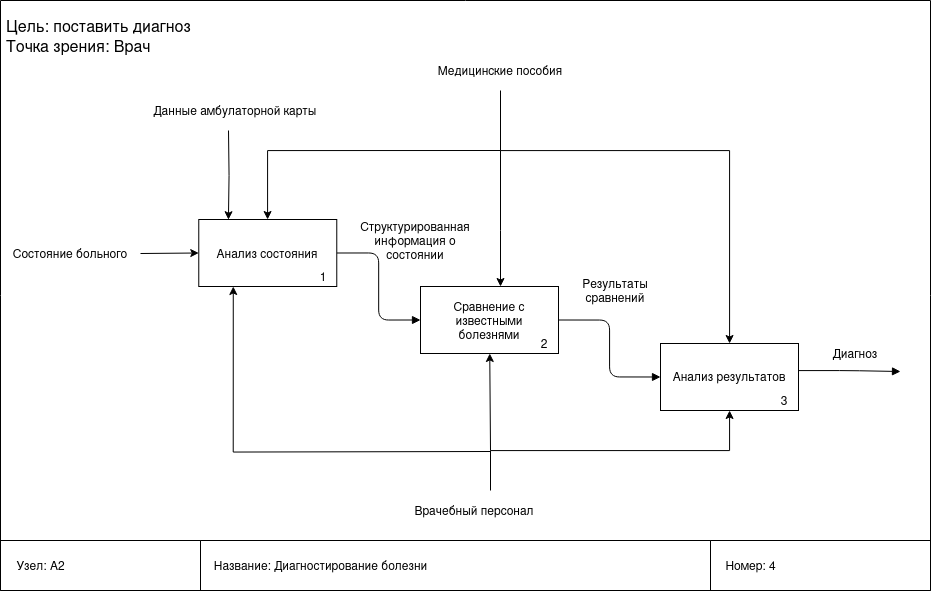 Цель: поставить диагноз
Точка зрения: Врач
Медицинские пособия
Данные амбулаторной карты
Состояние больного
Анализ состояния
1
Структурированная
информация о
состоянии
Сравнение с
известными
болезнями
2
Результаты
сравнений
Анализ результатов
3
Диагноз
Врачебный персонал
Узел: А2
Название: Диагностирование болезни
Номер: 4